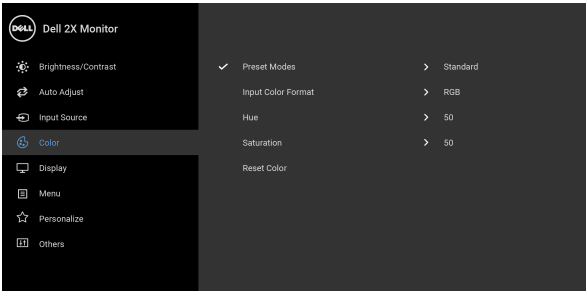 DELL Dell 2X Monitor
Brightness/Contrast
Auto Adjust
Input Source
Color
Display
Menu
Personalize
Others
Preset Modes Standard
Input Color Format RGB
Hue 50
Saturation 50
Reset Color